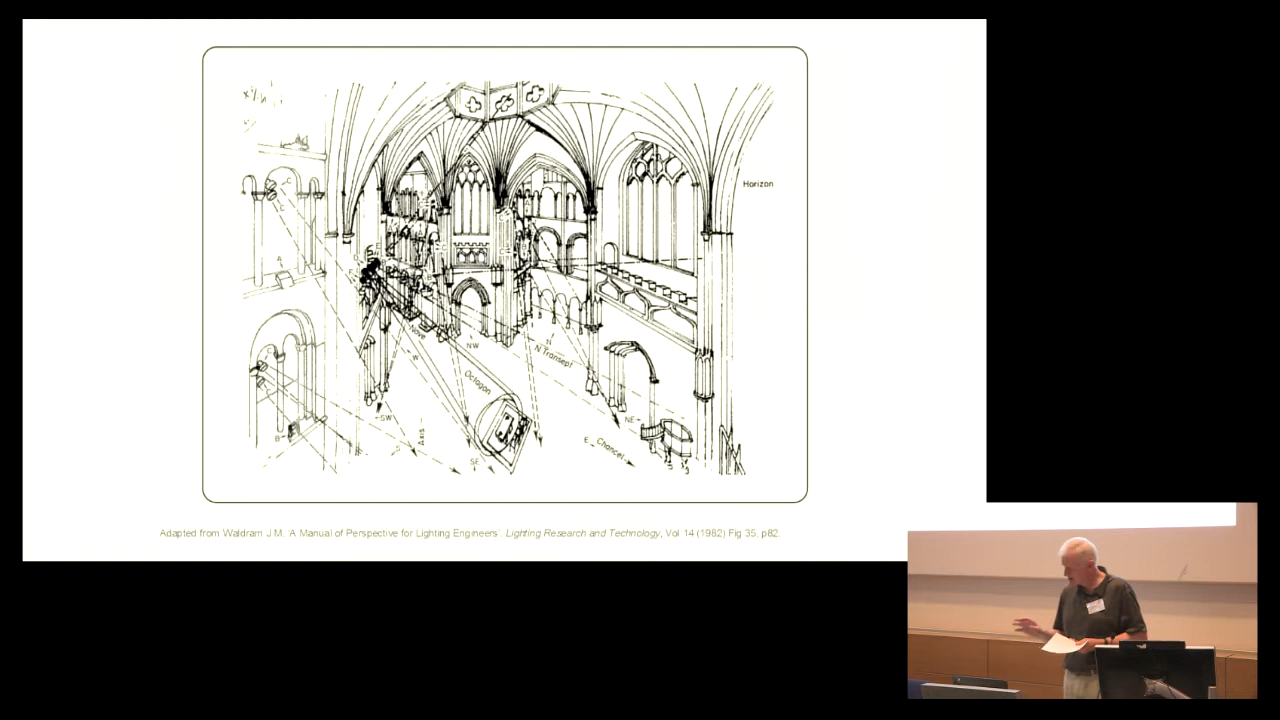 Horizon
C
C
A
Nave
W
NW
N
N Transept
Octagon
SW
Axis
S
SE
NE
E
Chancel
B
Adapted from Waldram J.M. 'A Manual of Perspective for Lighting Engineers'. Lighting Research and Technology, Vol 14 (1982) Fig 35, p82.